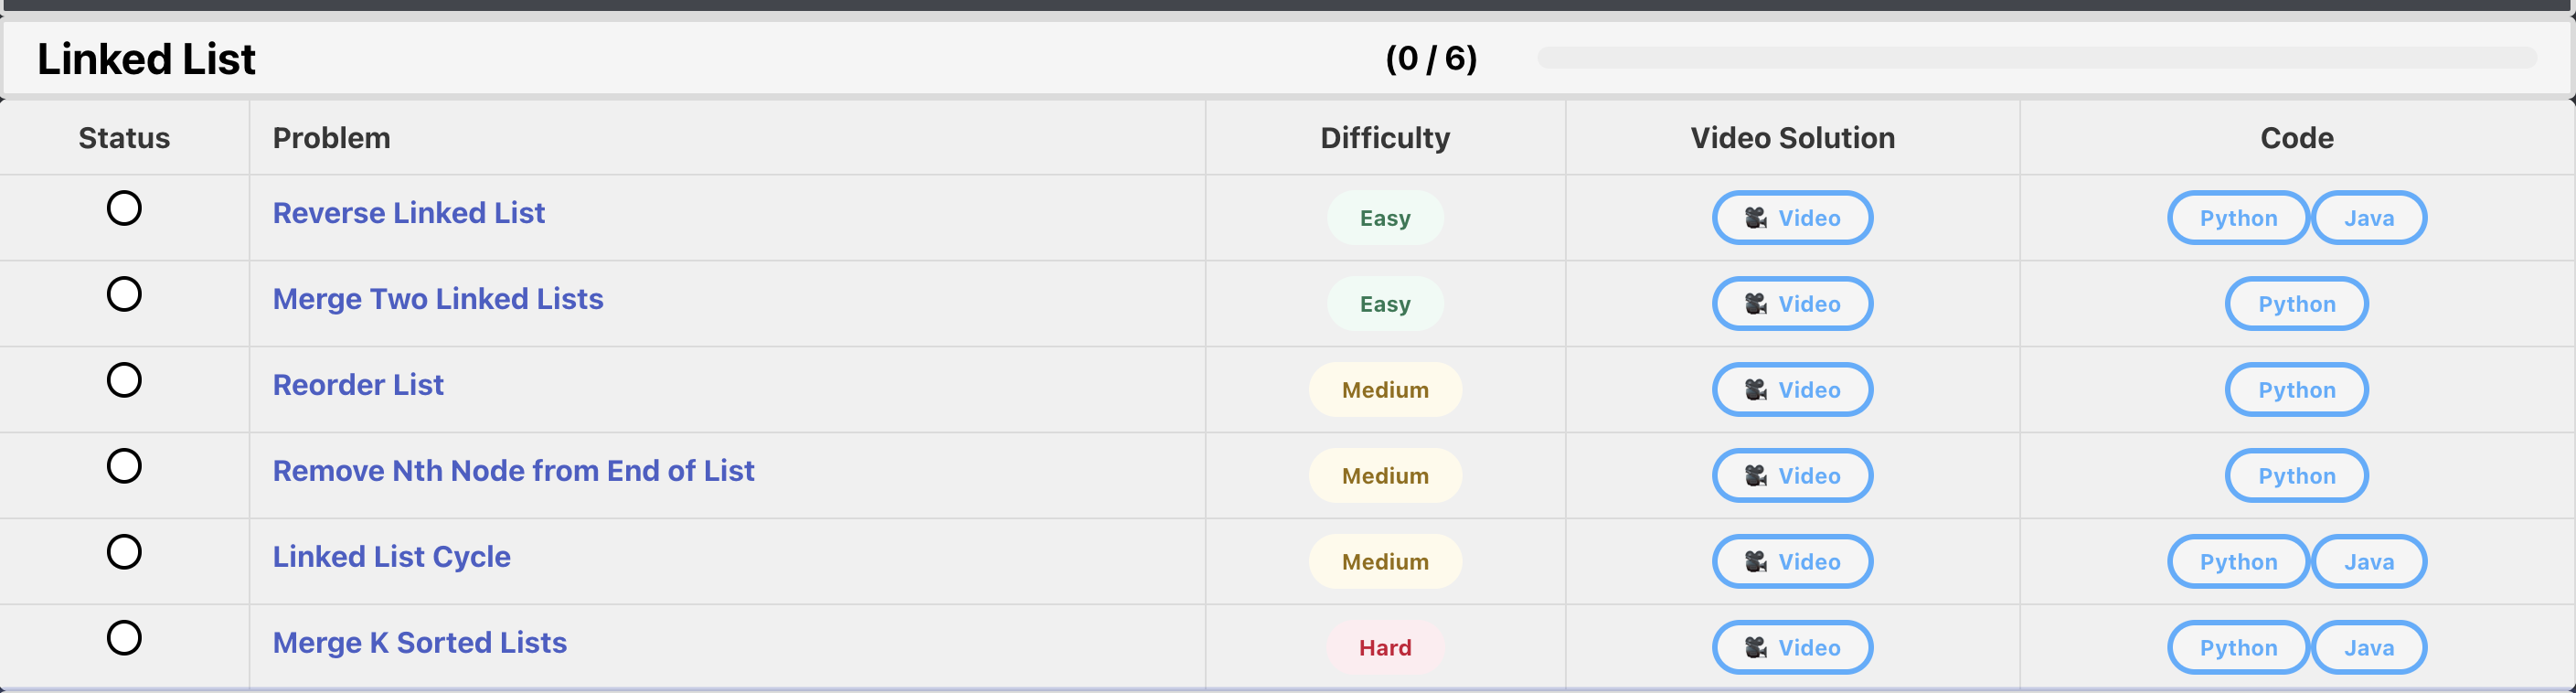 Linked List (0 / 6)
Status Problem Difficulty Video Solution Code
Reverse Linked List Easy Video Python Java
Merge Two Linked Lists Easy Video Python
Reorder List Medium Video Python
Remove Nth Node from End of List Medium Video Python
Linked List Cycle Medium Video Python Java
Merge K Sorted Lists Hard Video Python Java